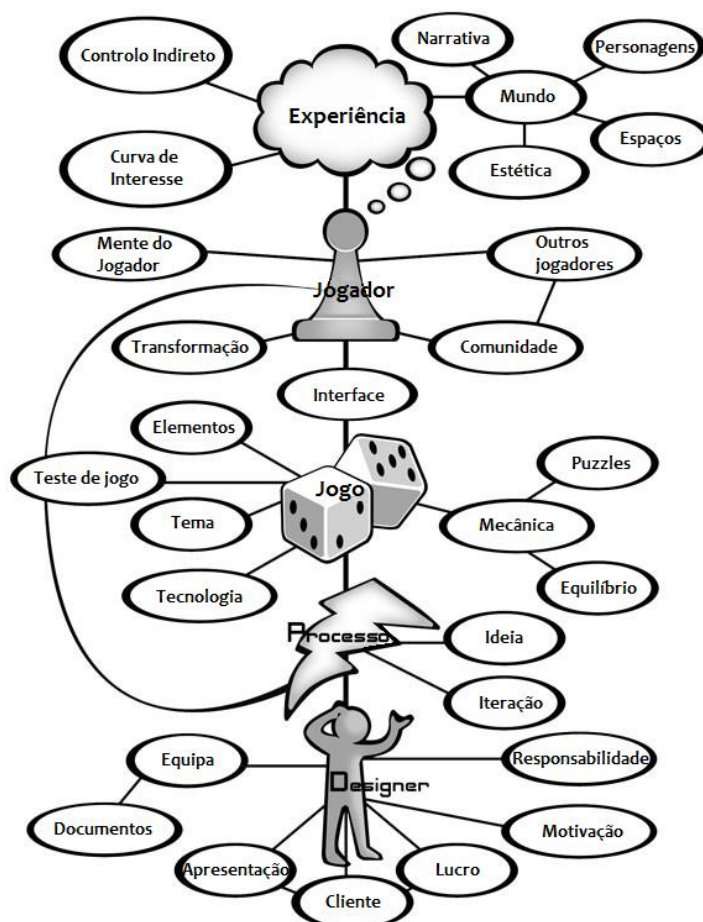 Narrativa
Personagens
Controlo Indireto
Experiência
Mundo
Espaços
Curva de
Interesse
Estética
Mente do
Jogador
Outros
jogadores
Jogador
Transformação
Comunidade
Interface
Elementos
Puzzles
Teste de jogo
Jogo
Tema
Mecânica
Tecnologia
Equilíbrio
Processo
Ideia
Iteração
Equipa
Responsabilidade
Designer
Documentos
Motivação
Apresentação
Lucro
Cliente